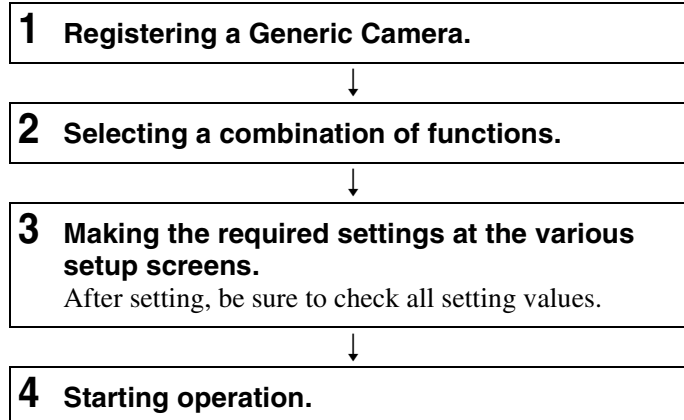 1 Registering a Generic Camera.
2 Selecting a combination of functions.
3 Making the required settings at the various
setup screens.
After setting, be sure to check all setting values.
4 Starting operation.